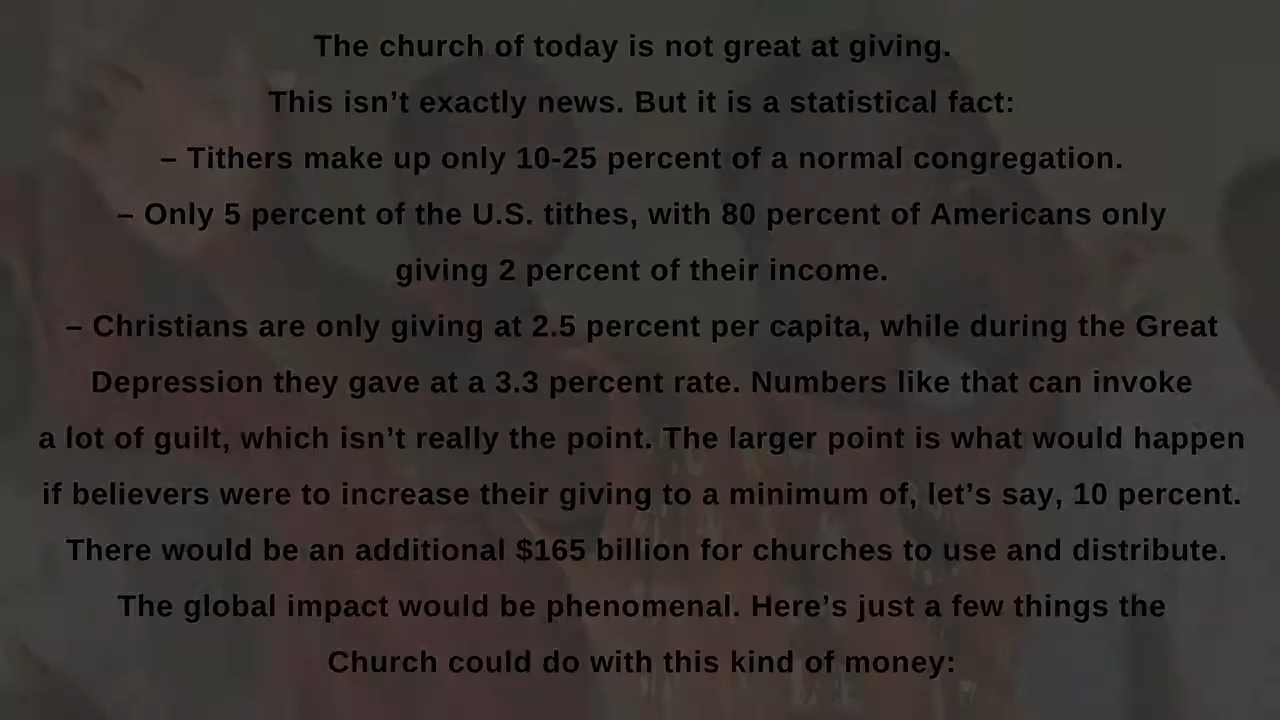 The church of today is not great at giving.
This isn’t exactly news. But it is a statistical fact:
– Tithers make up only 10-25 percent of a normal congregation.
– Only 5 percent of the U.S. tithes, with 80 percent of Americans only
giving 2 percent of their income.
– Christians are only giving at 2.5 percent per capita, while during the Great
Depression they gave at a 3.3 percent rate. Numbers like that can invoke
a lot of guilt, which isn’t really the point. The larger point is what would happen
if believers were to increase their giving to a minimum of, let’s say, 10 percent.
There would be an additional $165 billion for churches to use and distribute.
The global impact would be phenomenal. Here’s just a few things the
Church could do with this kind of money: